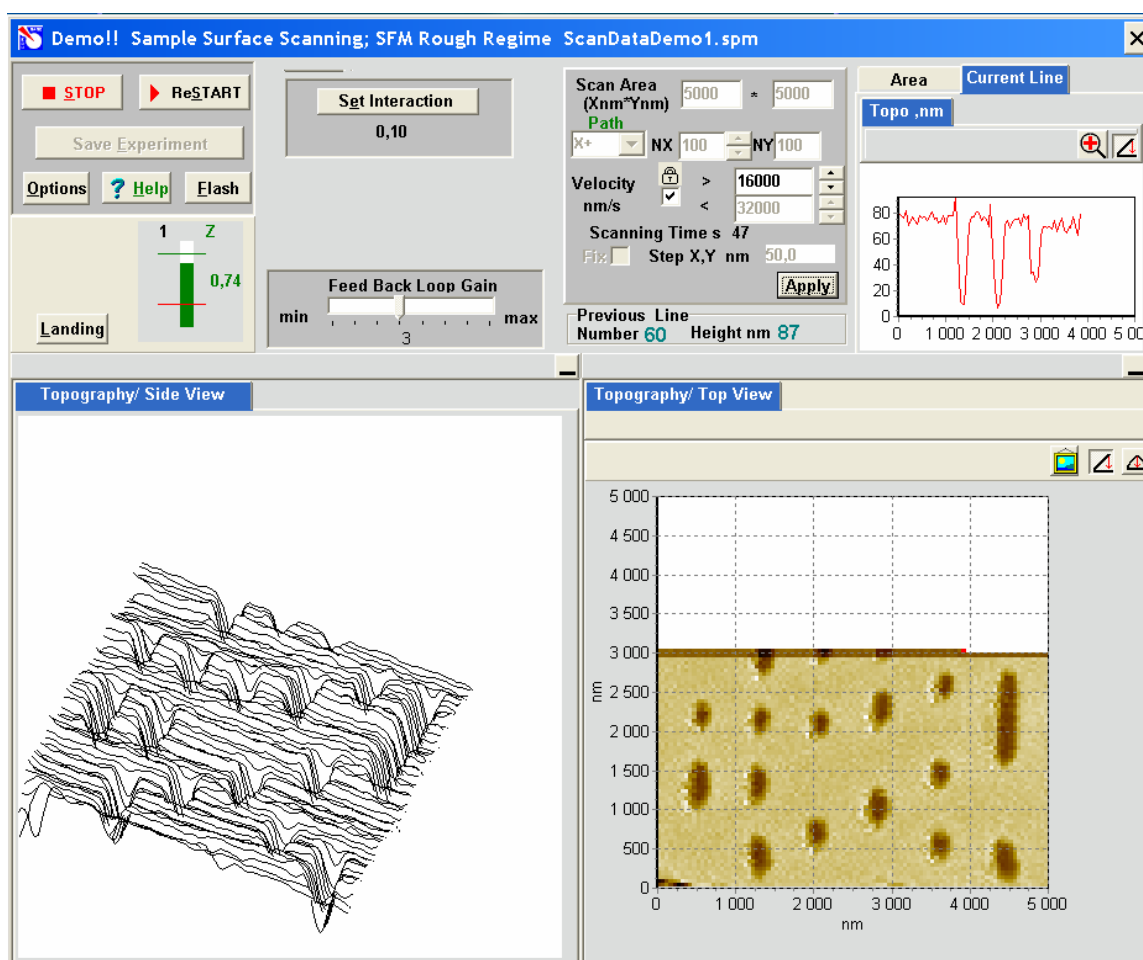 Demo!! Sample Surface Scanning; SFM Rough Regime ScanDataDemo1.spm
STOP
ReSTART
Save Experiment
Options
? Help
Flash
1 Z
0,74
Landing
Set Interaction
0,10
Feed Back Loop Gain
min
max
3
Scan Area
(Xnm*Ynm)
5000 * 5000
Path
X+ NX 100 NY 100
Velocity > 16000
nm/s < 32000
Scanning Time s 47
Fix Step X,Y nm 50,0
Apply
Previous Line
Number 60 Height nm 87
Area
Current Line
Topo ,nm
80
60
40
20
0
0 1 000 2 000 3 000 4 000 5 00
Topography/ Side View
Topography/ Top View
5 000
4 500
4 000
3 500
3 000
2 500
2 000
1 500
1 000
500
0
nm
0 1 000 2 000 3 000 4 000 5 000
nm